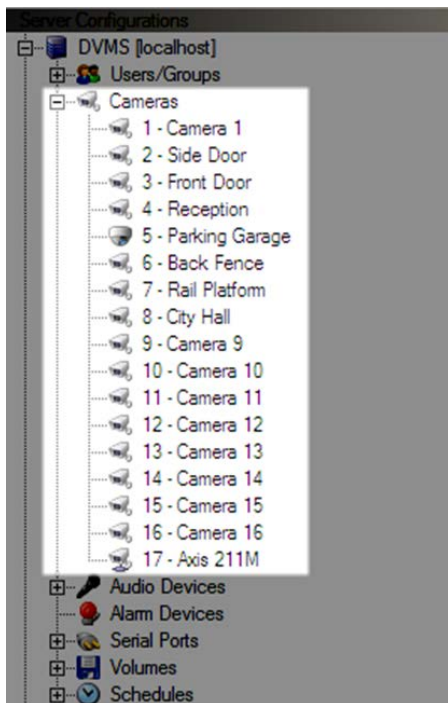 Server Configurations
DVMS [localhost]
Users/Groups
Cameras
1 - Camera 1
2 - Side Door
3 - Front Door
4 - Reception
5 - Parking Garage
6 - Back Fence
7 - Rail Platform
8 - City Hall
9 - Camera 9
10 - Camera 10
11 - Camera 11
12 - Camera 12
13 - Camera 13
14 - Camera 14
15 - Camera 15
16 - Camera 16
17 - Axis 211M
Audio Devices
Alarm Devices
Serial Ports
Volumes
Schedules